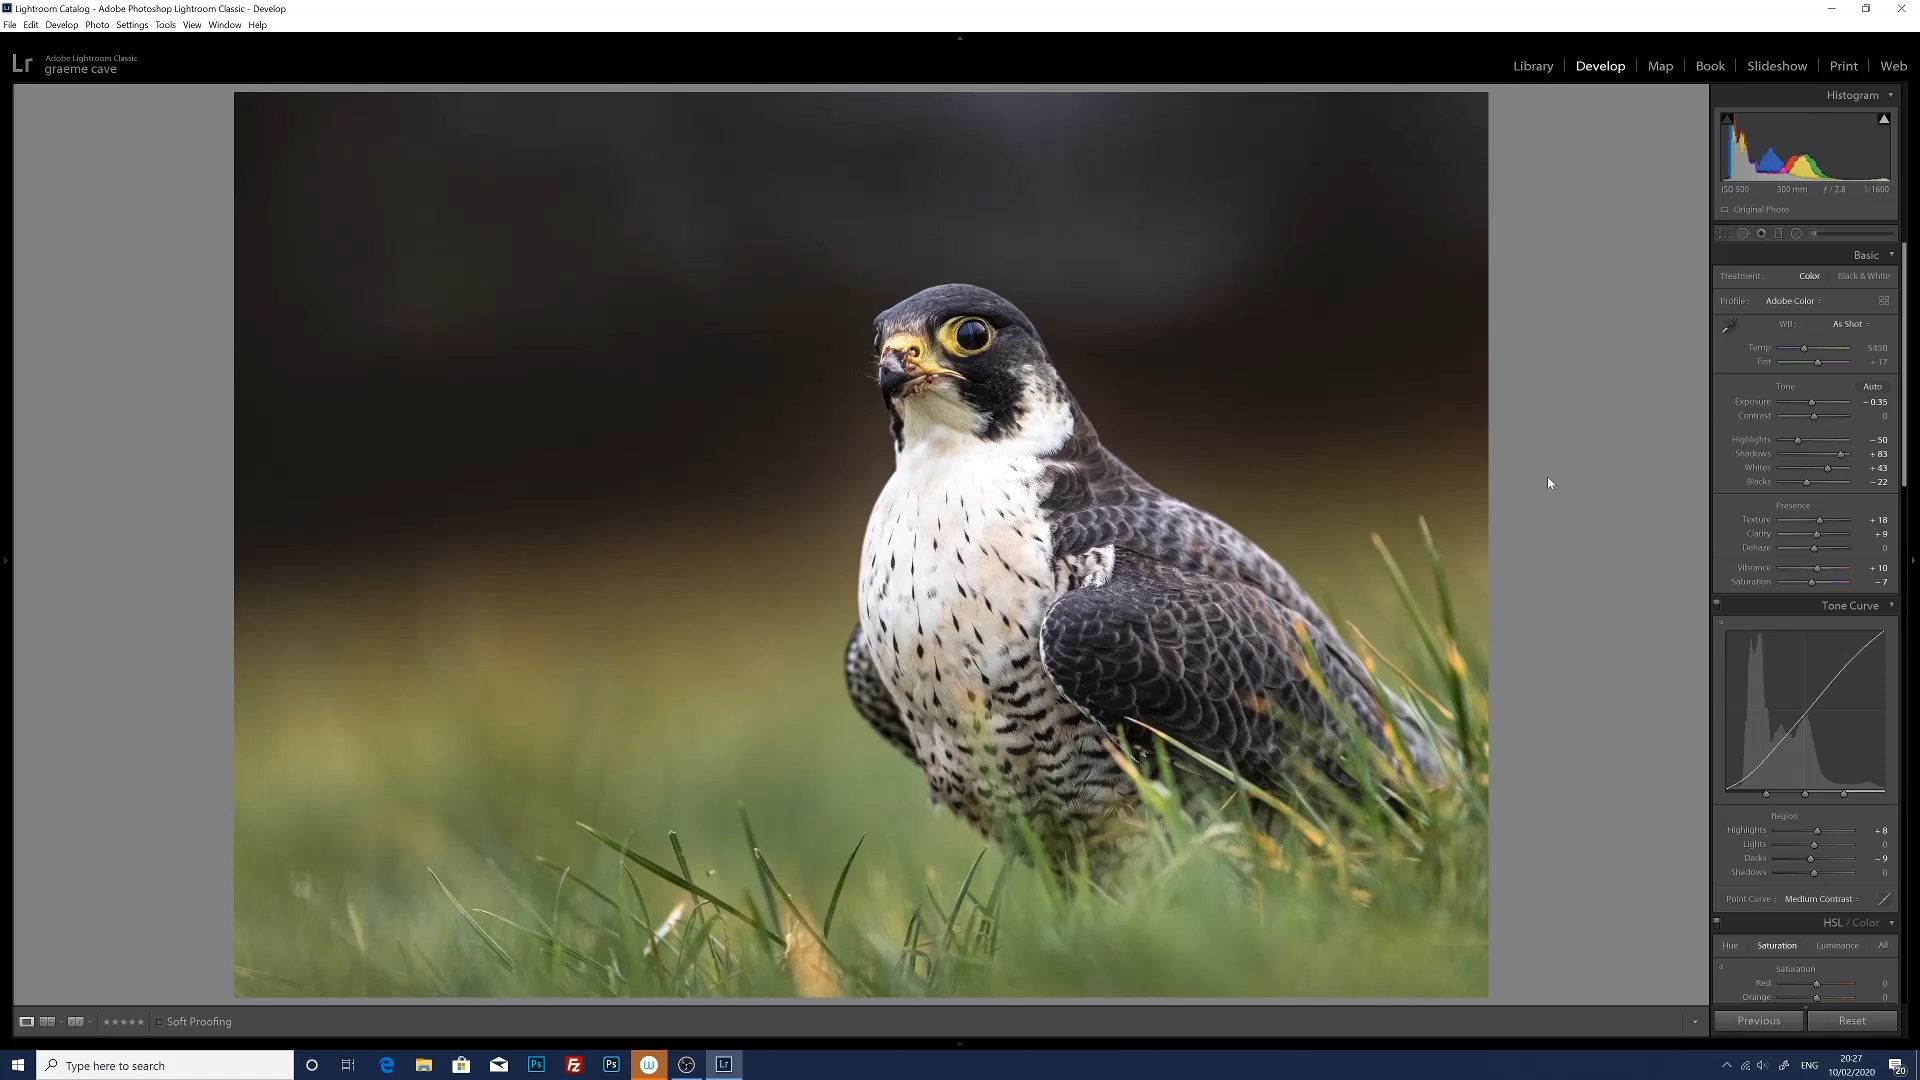 Lightroom Catalog - Adobe Photoshop Lightroom Classic - Develop
File Edit Develop Photo Settings Tools View Window Help
Lr
Adobe Lightroom Classic
graeme cave
Library Develop Map Book Slideshow Print Web
Histogram
ISO 500 300 mm ƒ / 2.8 1/1600
Original Photo
Basic
Treatment : Color Black & White
Profile : Adobe Color
WB : As Shot
Temp 5450
Tint + 17
Tone Auto
Exposure − 0.35
Contrast 0
Highlights − 50
Shadows + 83
Whites + 43
Blacks − 22
Presence
Texture + 18
Clarity + 9
Dehaze 0
Vibrance + 10
Saturation − 7
Tone Curve
Region
Highlights + 8
Lights 0
Darks − 9
Shadows 0
Point Curve : Medium Contrast
HSL / Color
Hue Saturation Luminance All
Saturation
Red 0
Orange 0
Soft Proofing
Previous Reset
Type here to search
Ps
Fz
Ps
W
Lr
ENG
20:27
10/02/2020
20